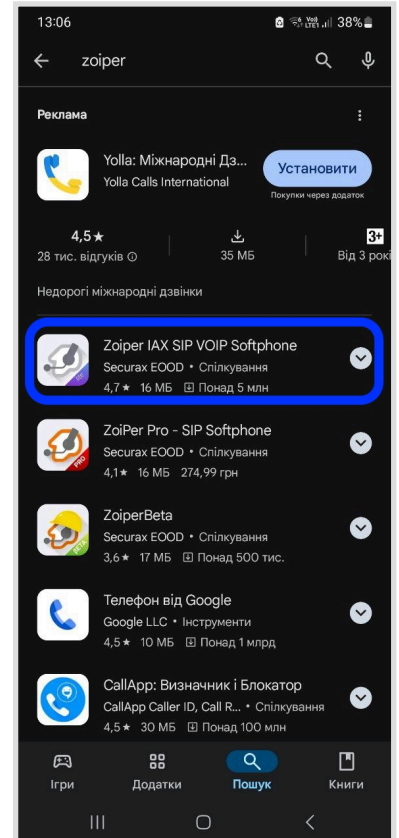 13:06 Vo)) LTE1 38%
zoiper
Реклама
Yolla: Міжнародні Дз...
Yolla Calls International
Установити
Покупки через додаток
4,5★
28 тис. відгуків
35 МБ
3+
Від 3 рокі
Недорогі міжнародні дзвінки
Zoiper IAX SIP VOIP Softphone
Securax EOOD • Спілкування
4,7★ 16 МБ Понад 5 млн
ZoiPer Pro - SIP Softphone
Securax EOOD • Спілкування
4,1★ 16 МБ 274,99 грн
PRO
ZoiperBeta
Securax EOOD • Спілкування
3,6★ 17 МБ Понад 500 тис.
BETA
Телефон від Google
Google LLC • Інструменти
4,5★ 10 МБ Понад 1 млрд
CallApp: Визначник і Блокатор
CallApp Caller ID, Call R... • Спілкування
4,5★ 30 МБ Понад 100 млн
Ігри Додатки Пошук Книги